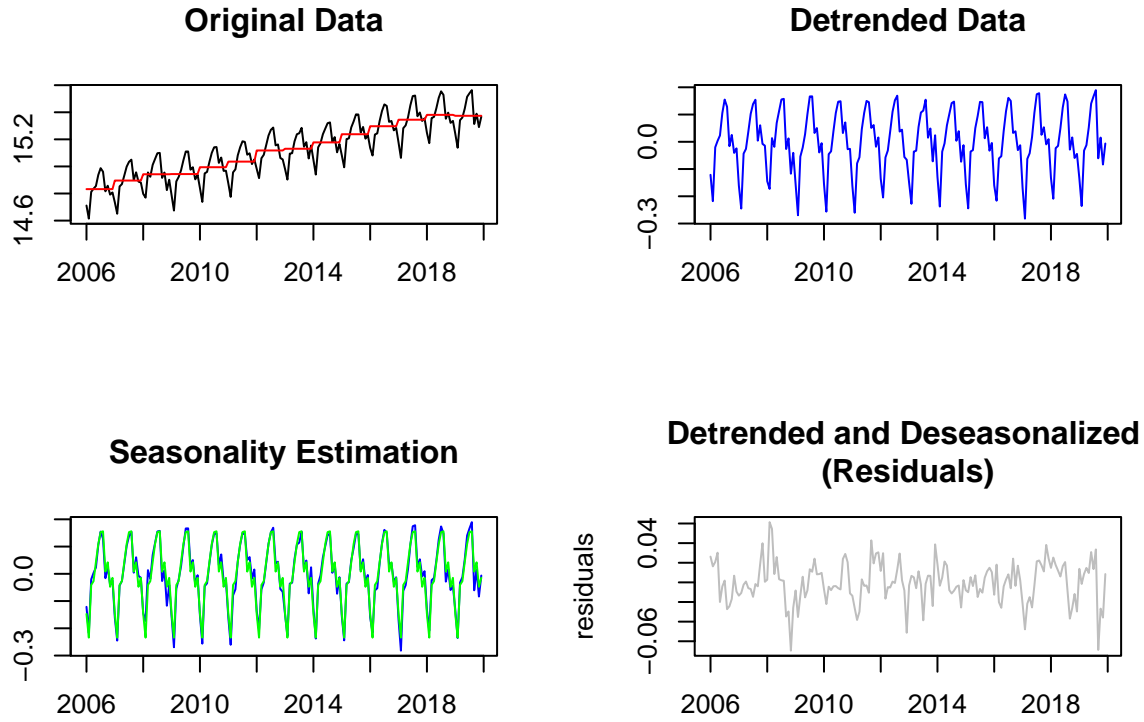 Original Data
14.6 15.2
2006 2010 2014 2018
Detrended Data
−0.3 0.0
2006 2010 2014 2018
Seasonality Estimation
−0.3 0.0
2006 2010 2014 2018
Detrended and Deseasonalized
(Residuals)
residuals
−0.06 0.04
2006 2010 2014 2018